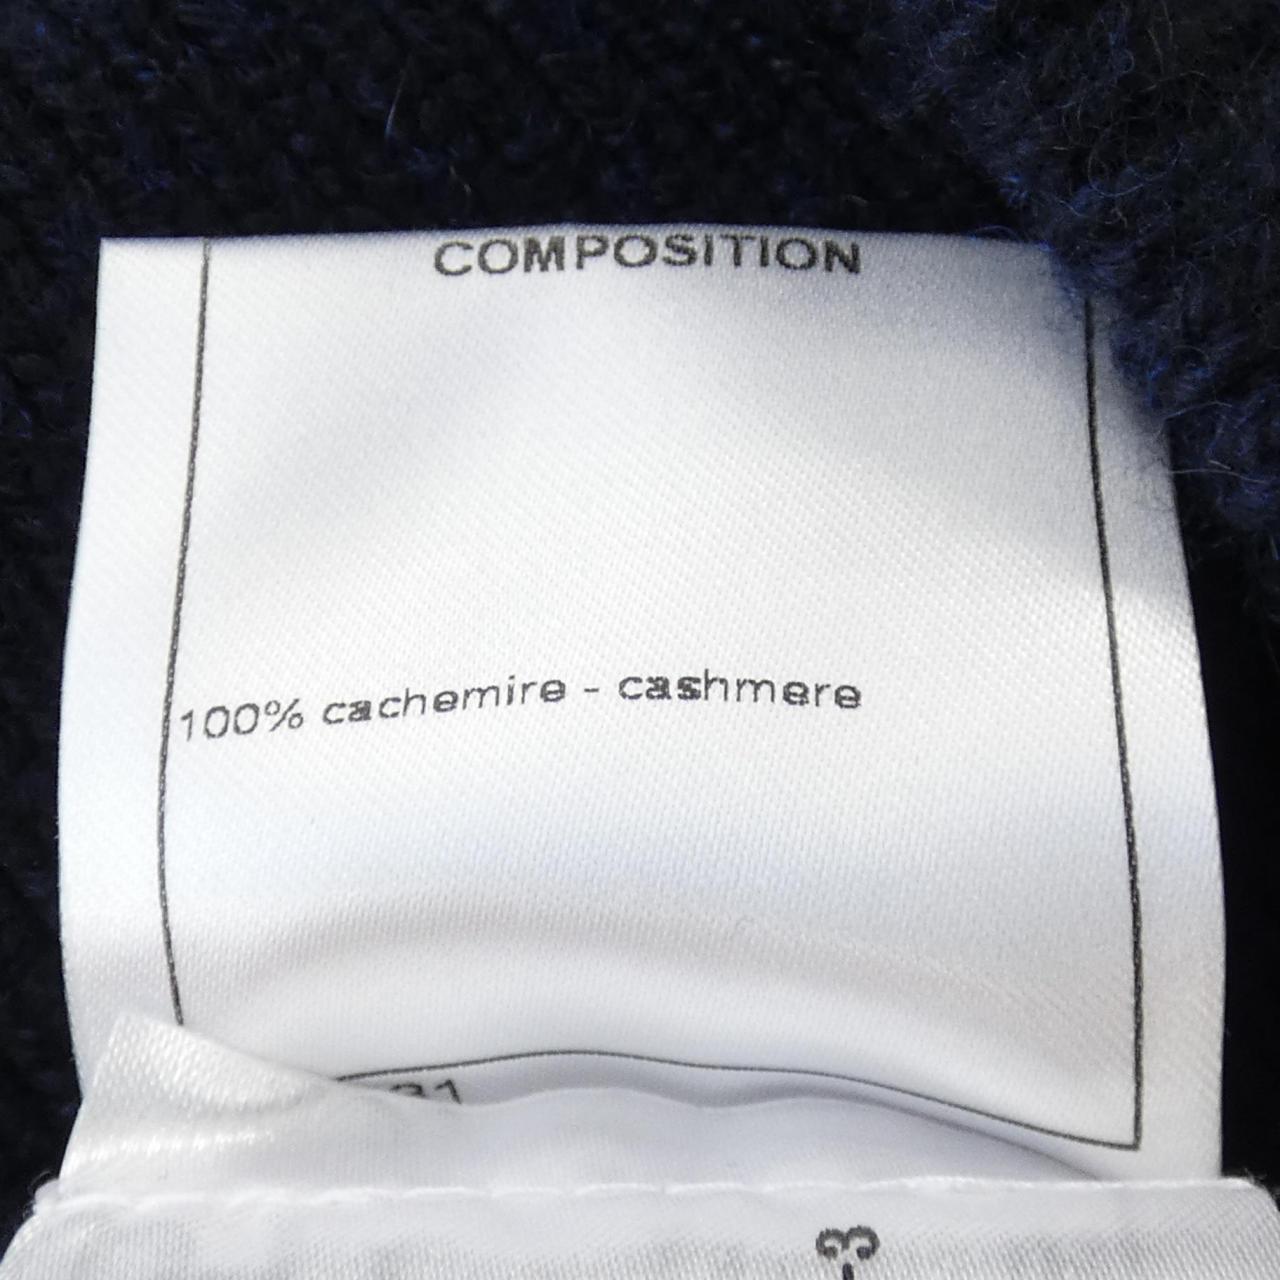 COMPOSITION
100% cachemire - cashmere